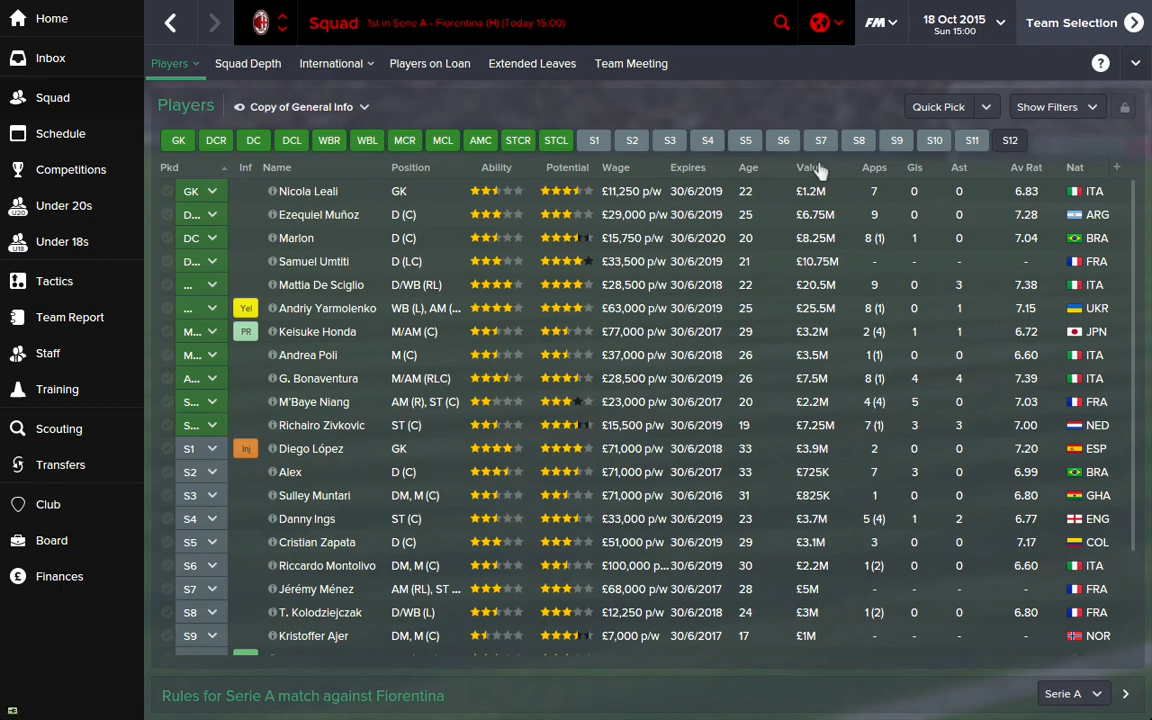 Home
Inbox
Squad
Schedule
Competitions
U20 Under 20s
U18 Under 18s
Tactics
Team Report
Staff
Training
Scouting
Transfers
Club
Board
£ Finances
Squad 1st in Serie A - Fiorentina (H) (Today 15:00)
FM 18 Oct 2015 Sun 15:00 Team Selection
Players Squad Depth International Players on Loan Extended Leaves Team Meeting ?
Players Copy of General Info Quick Pick Show Filters
GK DCR DC DCL WBR WBL MCR MCL AMC STCR STCL S1 S2 S3 S4 S5 S6 S7 S8 S9 S10 S11 S12
Pkd Inf Name Position Ability Potential Wage Expires Age Apps Gls Ast Av Rat Nat +
GK Nicola Leali GK £11,250 p/w 30/6/2019 22 £1.2M 7 0 0 6.83 ITA
D... Ezequiel Muñoz D (C) £29,000 p/w 30/6/2019 25 £6.75M 9 0 0 7.28 ARG
DC Marlon D (C) £15,750 p/w 30/6/2020 20 £8.25M 8 (1) 1 0 7.04 BRA
D... Samuel Umtiti D (LC) £33,500 p/w 30/6/2019 21 £10.75M - - - - FRA
... Mattia De Sciglio D/WB (RL) £28,500 p/w 30/6/2018 22 £20.5M 9 0 3 7.38 ITA
... Yel Andriy Yarmolenko WB (L), AM (... £63,000 p/w 30/6/2019 25 £25.5M 8 (1) 0 1 7.15 UKR
M... PR Keisuke Honda M/AM (C) £77,000 p/w 30/6/2017 29 £3.2M 2 (4) 1 1 6.72 JPN
M... Andrea Poli M (C) £37,000 p/w 30/6/2018 26 £3.5M 1 (1) 0 0 6.60 ITA
A... G. Bonaventura M/AM (RLC) £28,500 p/w 30/6/2019 26 £7.5M 8 (1) 4 4 7.39 ITA
S... M'Baye Niang AM (R), ST (C) £23,000 p/w 30/6/2019 20 £2.2M 4 (4) 5 0 7.03 FRA
S... Richairo Zivkovic ST (C) £15,500 p/w 30/6/2019 19 £7.25M 7 (1) 3 3 7.00 NED
S1 Inj Diego López GK £71,000 p/w 30/6/2018 33 £3.9M 2 0 0 7.20 ESP
S2 Alex D (C) £71,000 p/w 30/6/2017 33 £725K 7 3 0 6.99 BRA
S3 Sulley Muntari DM, M (C) £71,000 p/w 30/6/2016 31 £825K 1 0 0 6.80 GHA
S4 Danny Ings ST (C) £33,000 p/w 30/6/2019 23 £3.7M 5 (4) 1 2 6.77 ENG
S5 Cristian Zapata D (C) £51,000 p/w 30/6/2019 29 £3.1M 3 0 0 7.17 COL
S6 Riccardo Montolivo DM, M (C) £100,000 p... 30/6/2019 30 £2.2M 1 (2) 0 0 6.60 ITA
S7 Jérémy Ménez AM (RL), ST ... £68,000 p/w 30/6/2017 28 £5M - - - - FRA
S8 T. Kolodziejczak D/WB (L) £12,250 p/w 30/6/2019 24 £3M 1 (2) 0 0 6.80 FRA
S9 Kristoffer Ajer DM, M (C) £7,000 p/w 30/6/2017 17 £1M - - - - NOR
Rules for Serie A match against Fiorentina Serie A